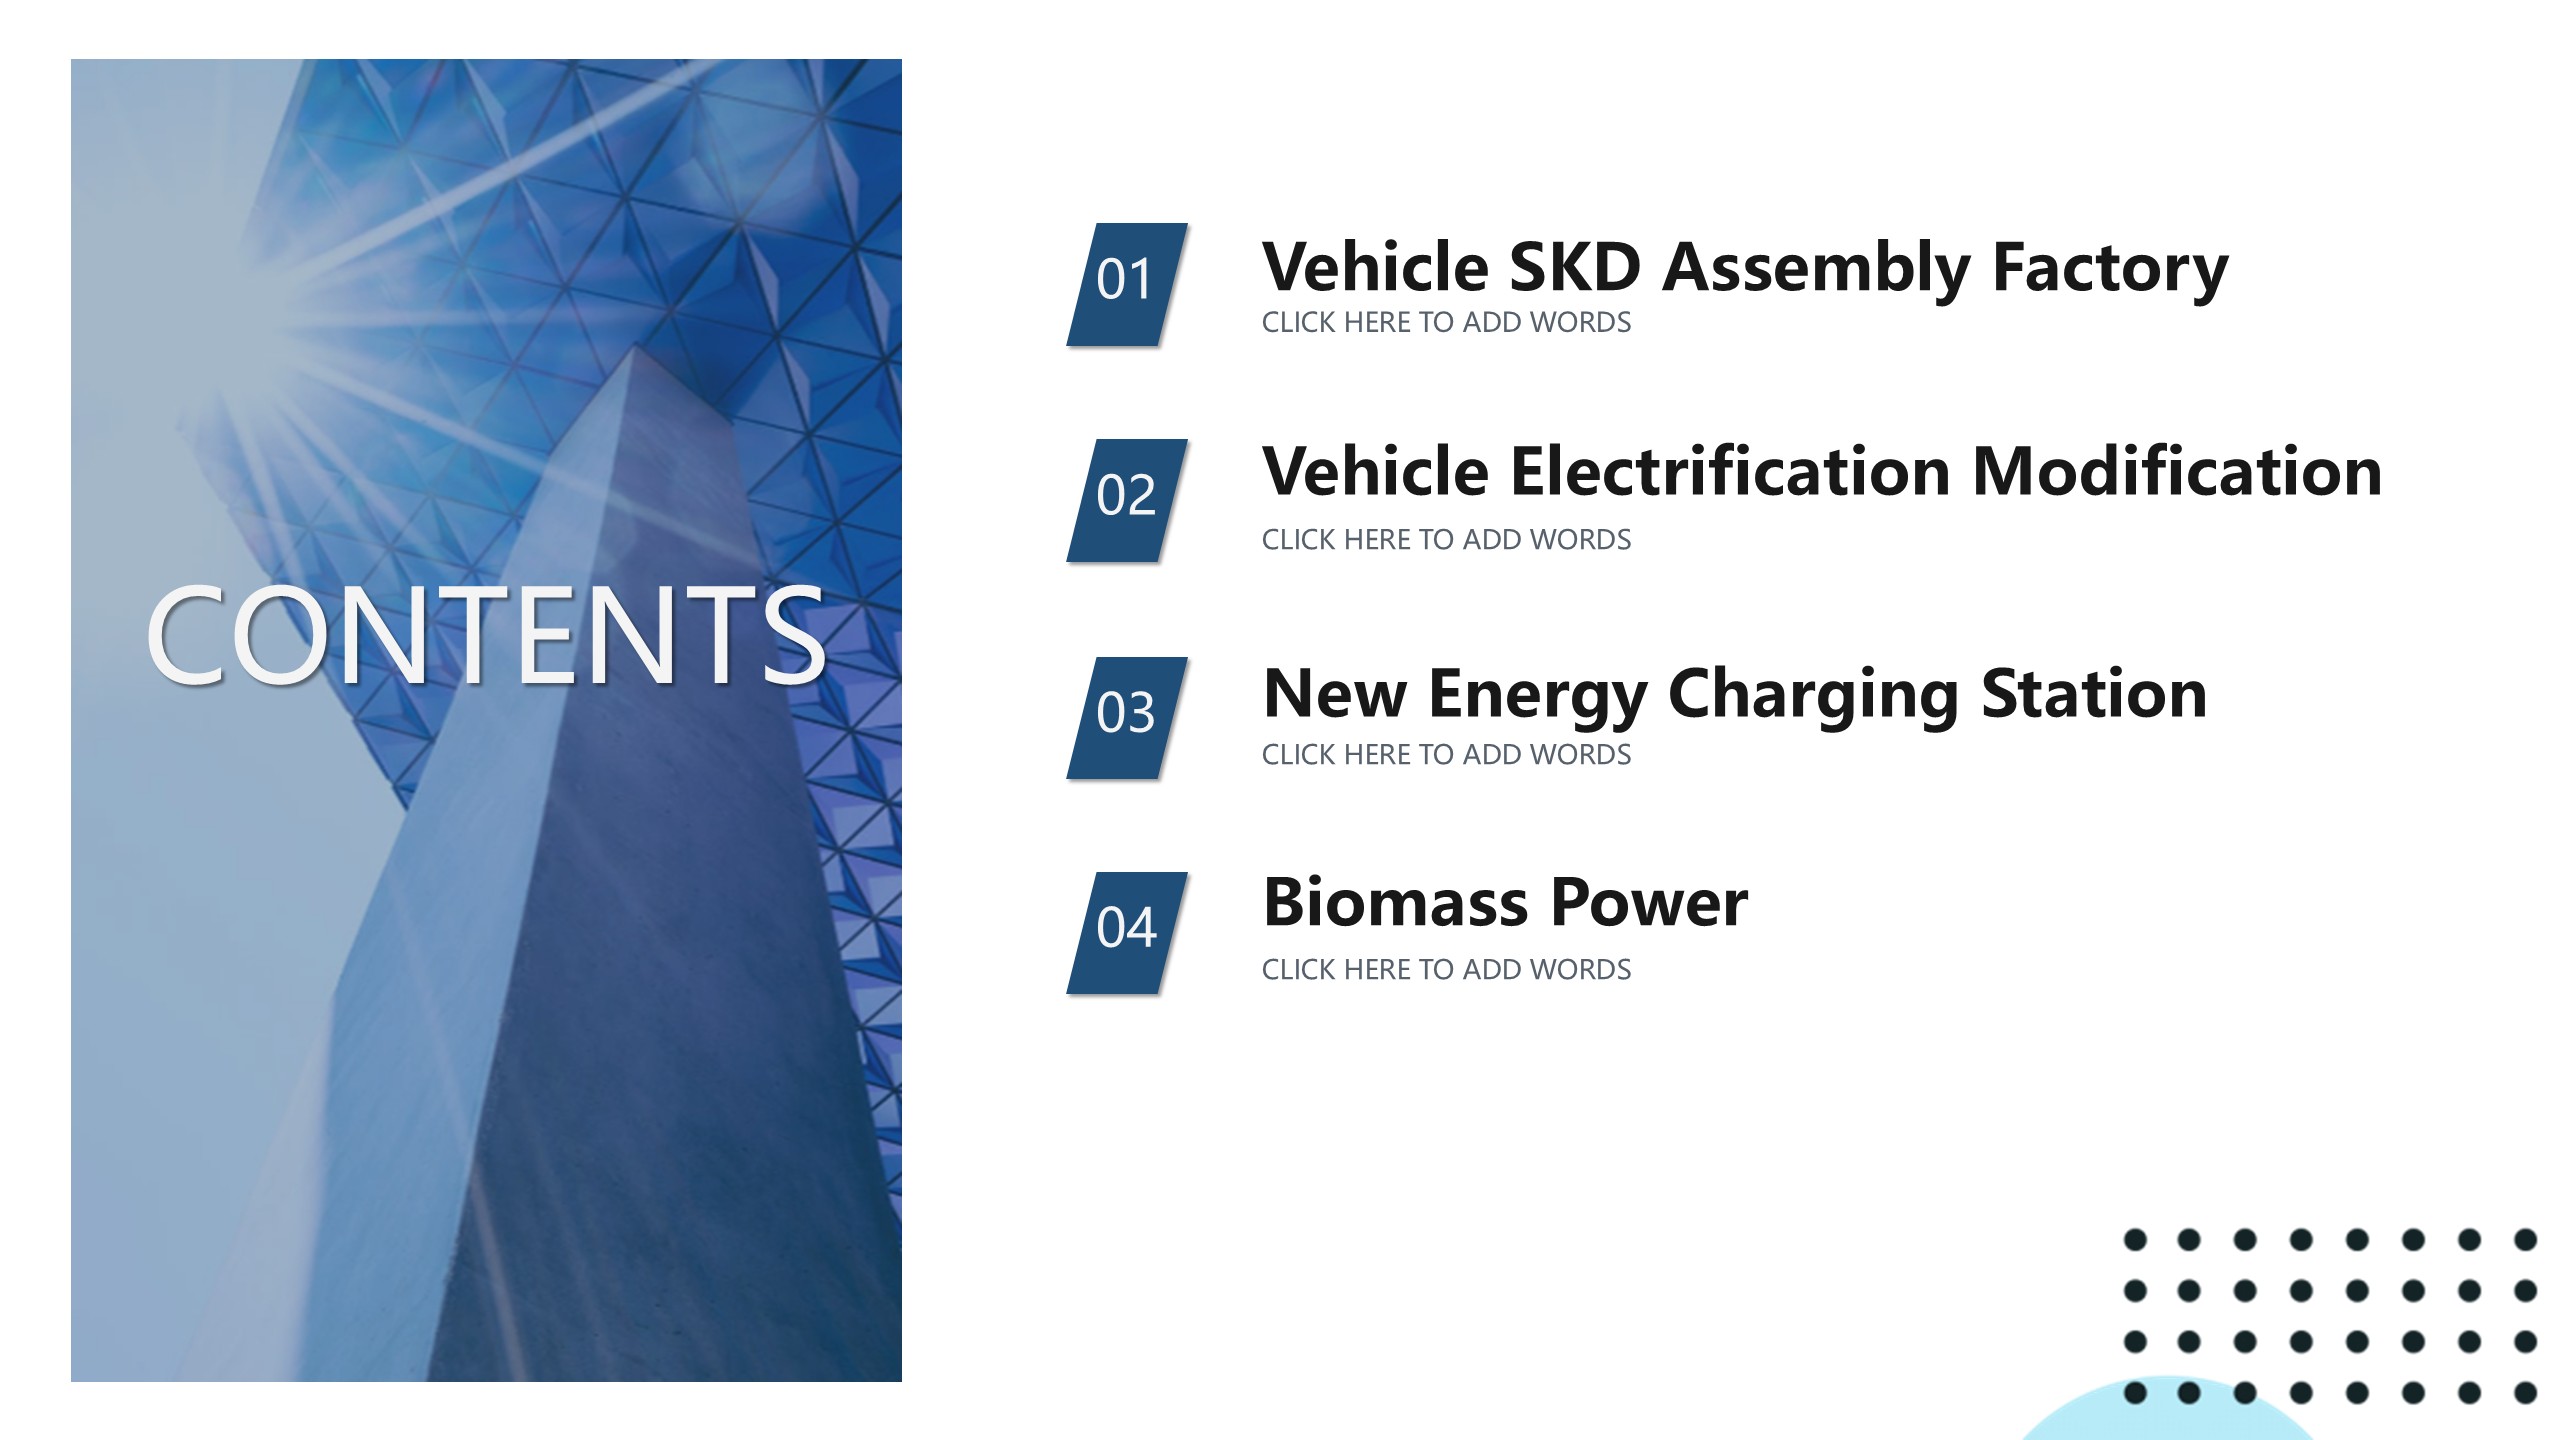 CONTENTS
01
Vehicle SKD Assembly Factory
CLICK HERE TO ADD WORDS
02
Vehicle Electrification Modification
CLICK HERE TO ADD WORDS
03
New Energy Charging Station
CLICK HERE TO ADD WORDS
04
Biomass Power
CLICK HERE TO ADD WORDS